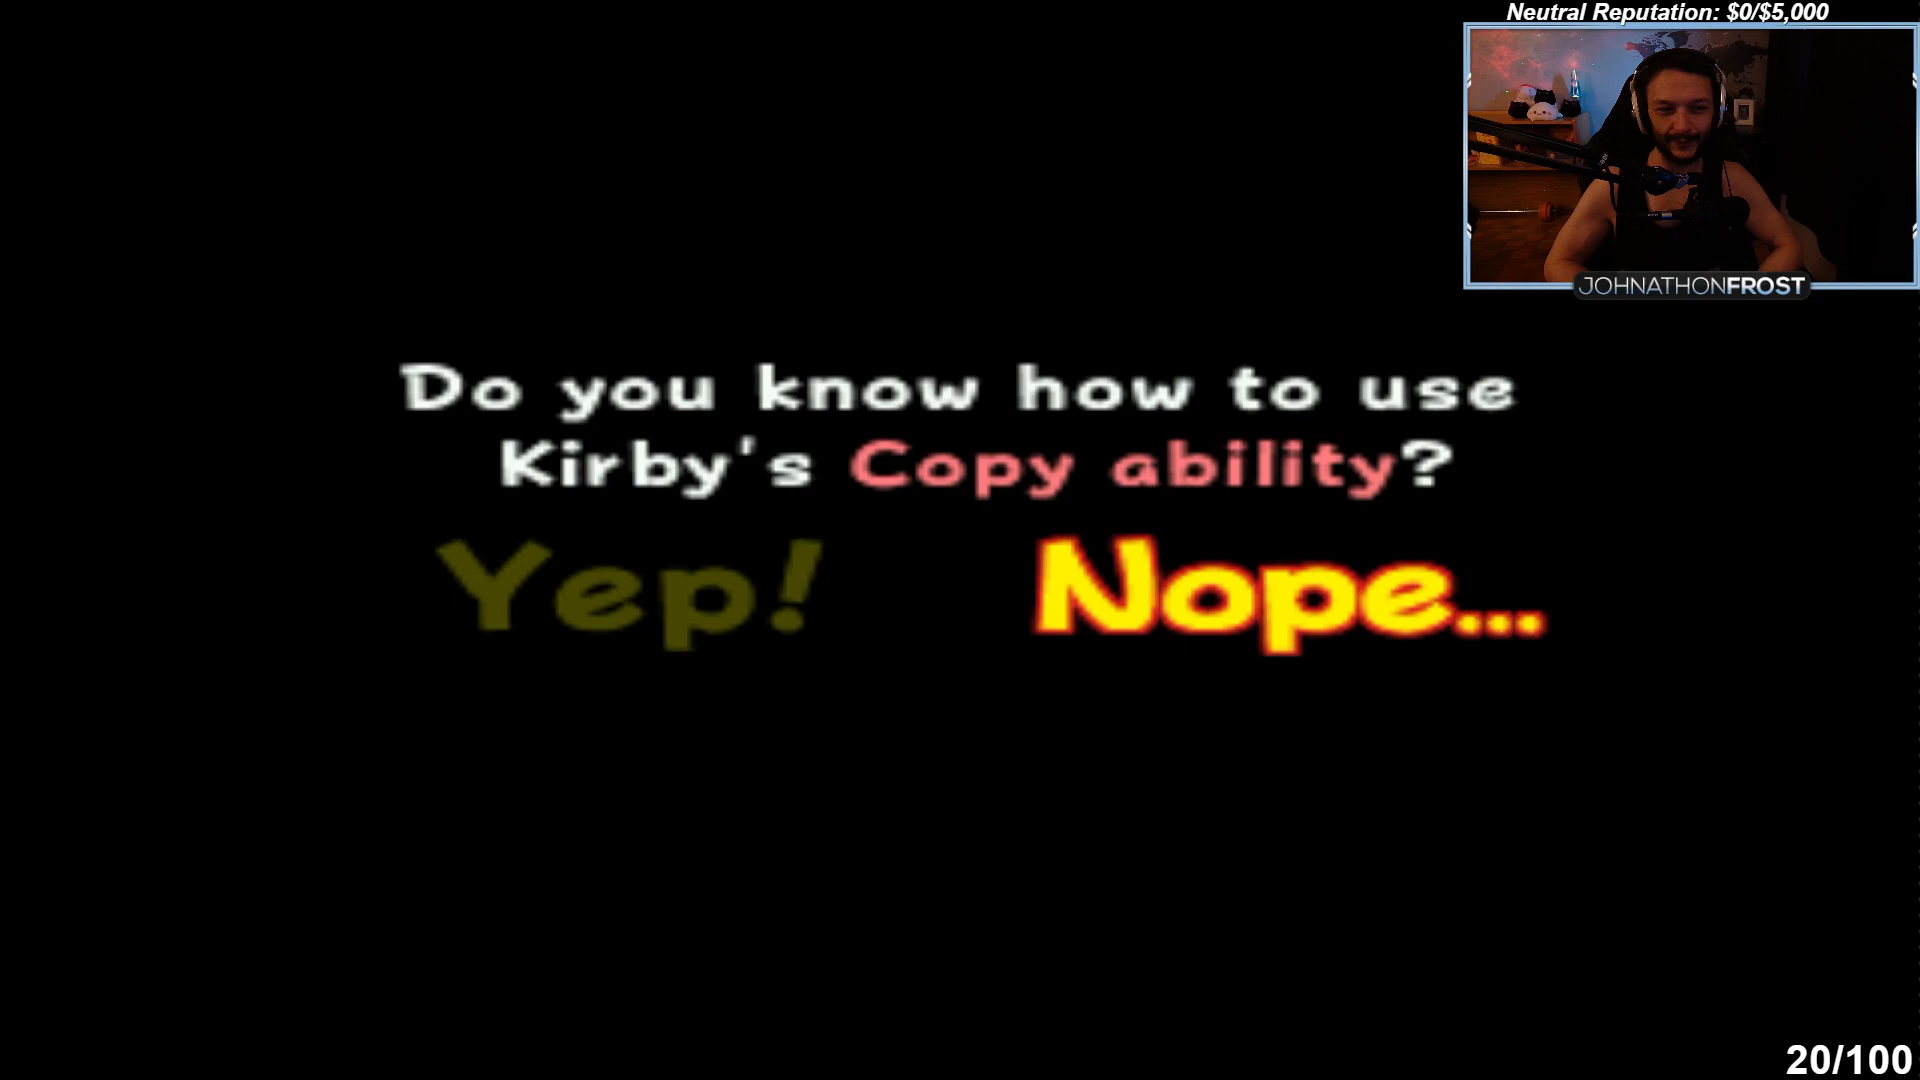 Neutral Reputation: $0/$5,000
JOHNATHONFROST
Do you know how to use
Kirby's Copy ability?
Yep! Nope...
20/100